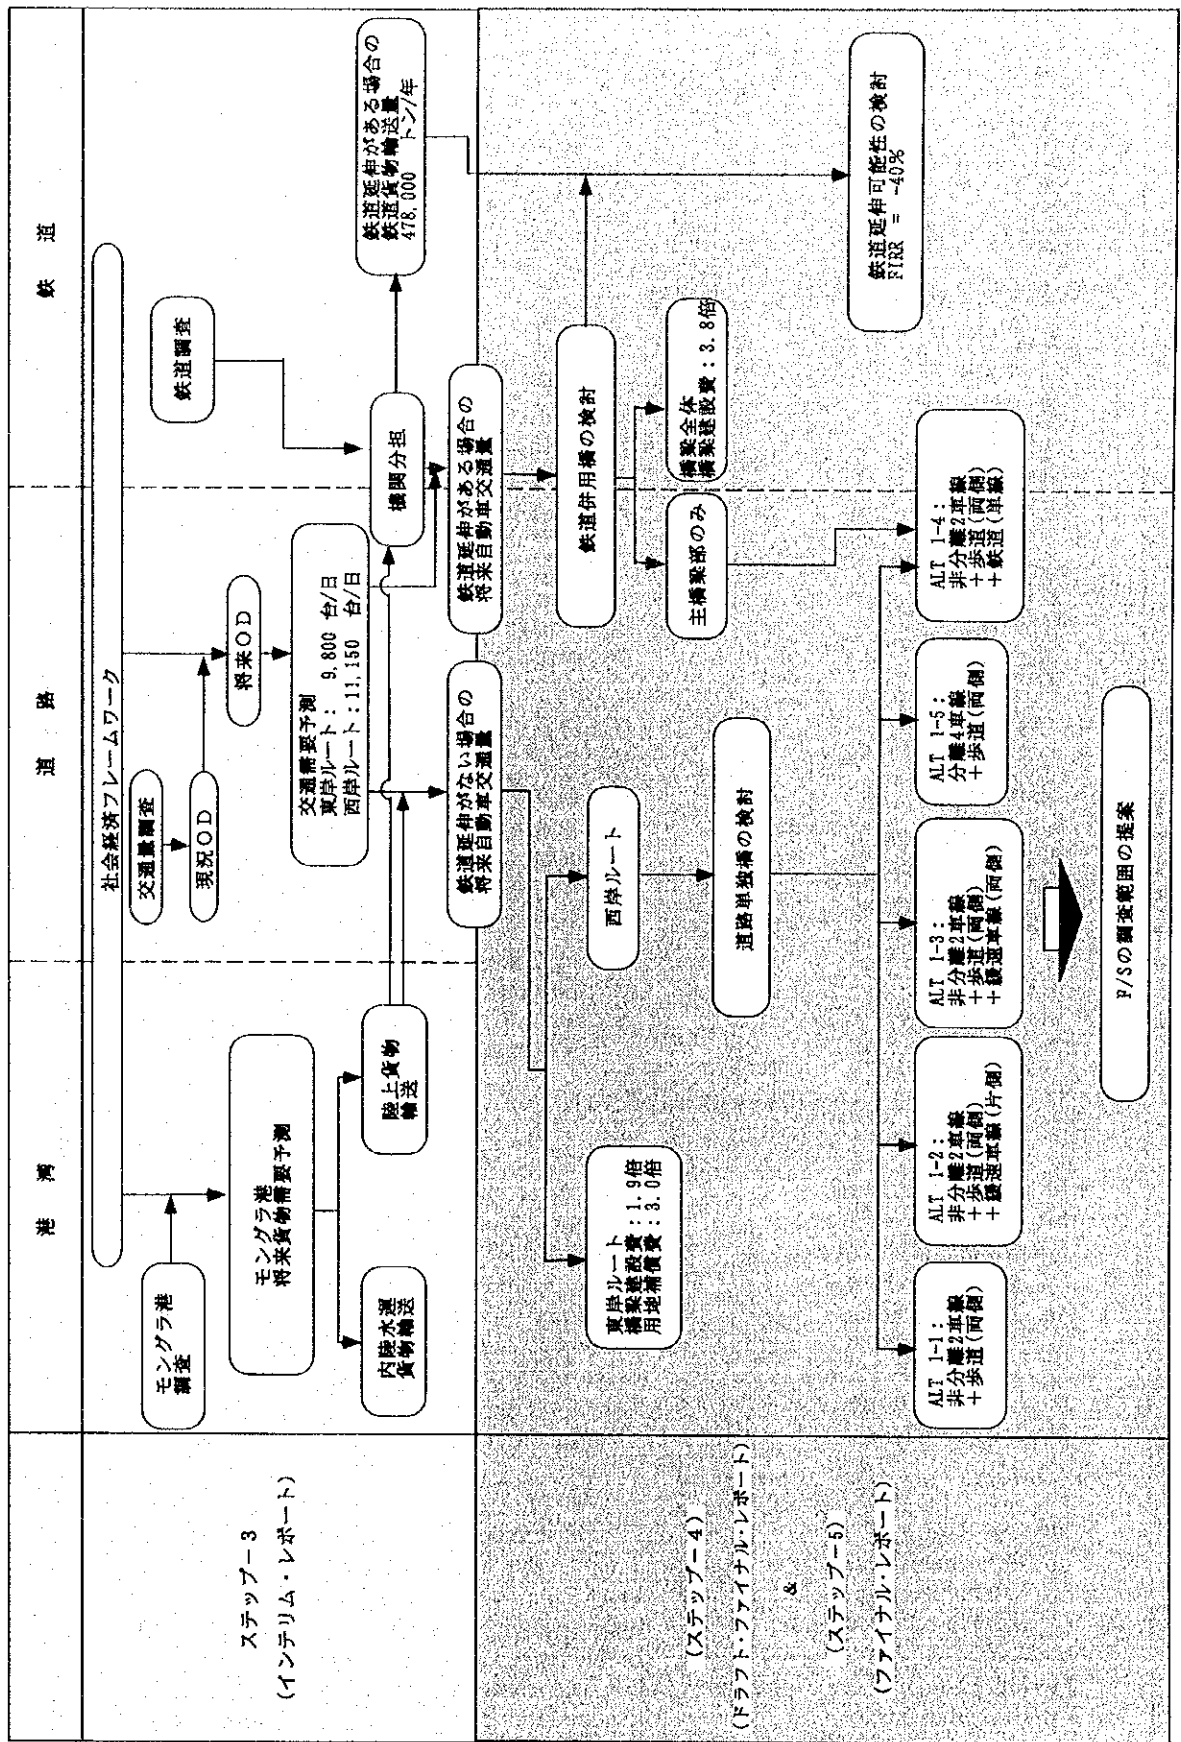 港　湾
道　路
鉄　道
ステップ－3
(インテリム・レポート)
社会経済フレームワーク
モングラ港
調査
交通量調査
現況OD
将来OD
鉄道調査
モングラ港
将来貨物需要予測
交通需要予測
東岸ルート： 9,800 台/日
西岸ルート：11,150 台/日
内陸水運
貨物輸送
陸上貨物
輸送
機関分担
鉄道延伸がある場合の
鉄道貨物輸送量
478,000 トン/年
鉄道延伸がない場合の
将来自動車交通量
鉄道延伸がある場合の
将来自動車交通量
(ステップ－4)
(ドラフト・ファイナル・レポート)
&
(ステップ－5)
(ファイナル・レポート)
東岸ルート
橋梁建設費：1.9倍
用地補償費：3.0倍
西岸ルート
鉄道併用橋の検討
道路単独橋の検討
主橋梁部のみ
橋梁全体
橋梁建設費：3.8倍
鉄道延伸可能性の検討
FIRR = -40%
ALT 1-1：
非分離2車線
＋歩道(両側)
ALT 1-2：
非分離2車線
＋歩道(両側)
＋緩速車線(片側)
ALT 1-3：
非分離2車線
＋歩道(両側)
＋緩速車線(両側)
ALT 1-5：
分離4車線
＋歩道(両側)
ALT 1-4：
非分離2車線
＋歩道(両側)
＋鉄道(単線)
F/Sの調査範囲の提案